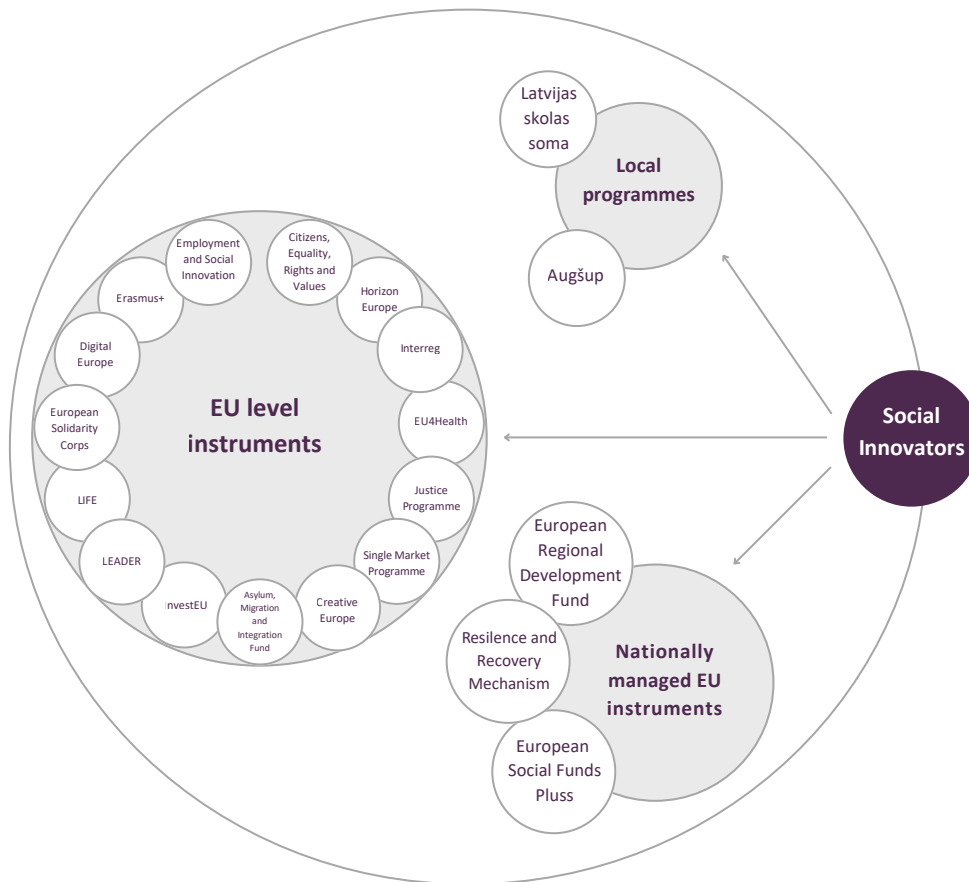 Latvijas
skolas
soma
Local
programmes
Augšup
Employment
and Social
Innovation
Citizens,
Equality,
Rights and
Values
Erasmus+
Horizon
Europe
Digital
Europe
Interreg
European
Solidarity
Corps
EU level
instruments
EU4Health
LIFE
Justice
Programme
LEADER
Single Market
Programme
InvestEU
Asylum,
Migration and
Integration
Fund
Creative
Europe
Social
Innovators
European
Regional
Development
Fund
Resilence and
Recovery
Mechanism
Nationally
managed EU
instruments
European
Social Funds
Pluss